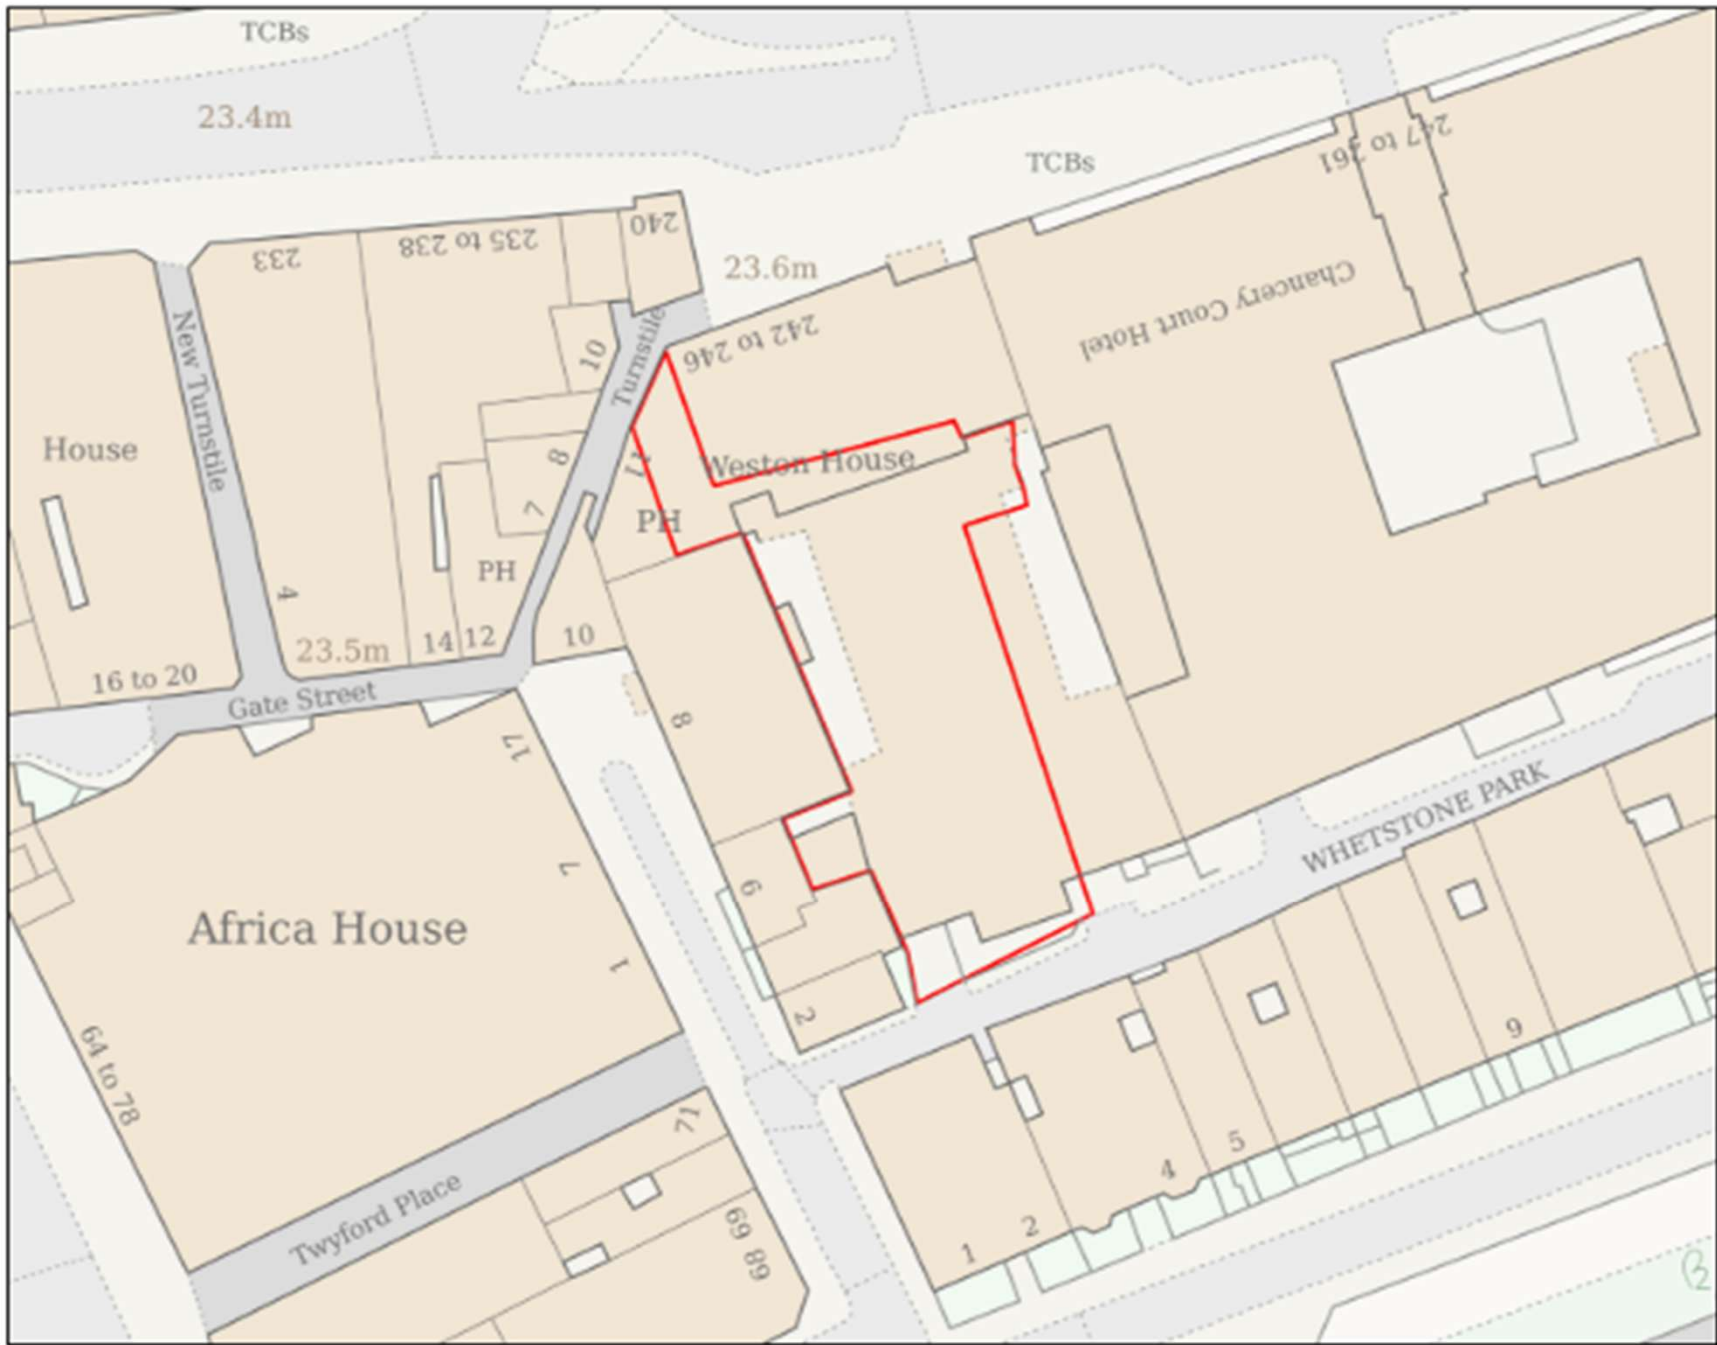 TCBs
23.4m
TCBs
247 to 261
240
235 to 238
233
23.6m
Chancery Court Hotel
242 to 246
Turnstile
New Turnstile
10
House
8
11
Weston House
7
PH
PH
4
23.5m
14
12
10
16 to 20
Gate Street
8
17
WHETSTONE PARK
7
6
Africa House
1
2
9
64 to 78
71
5
4
Twyford Place
69
68
2
1